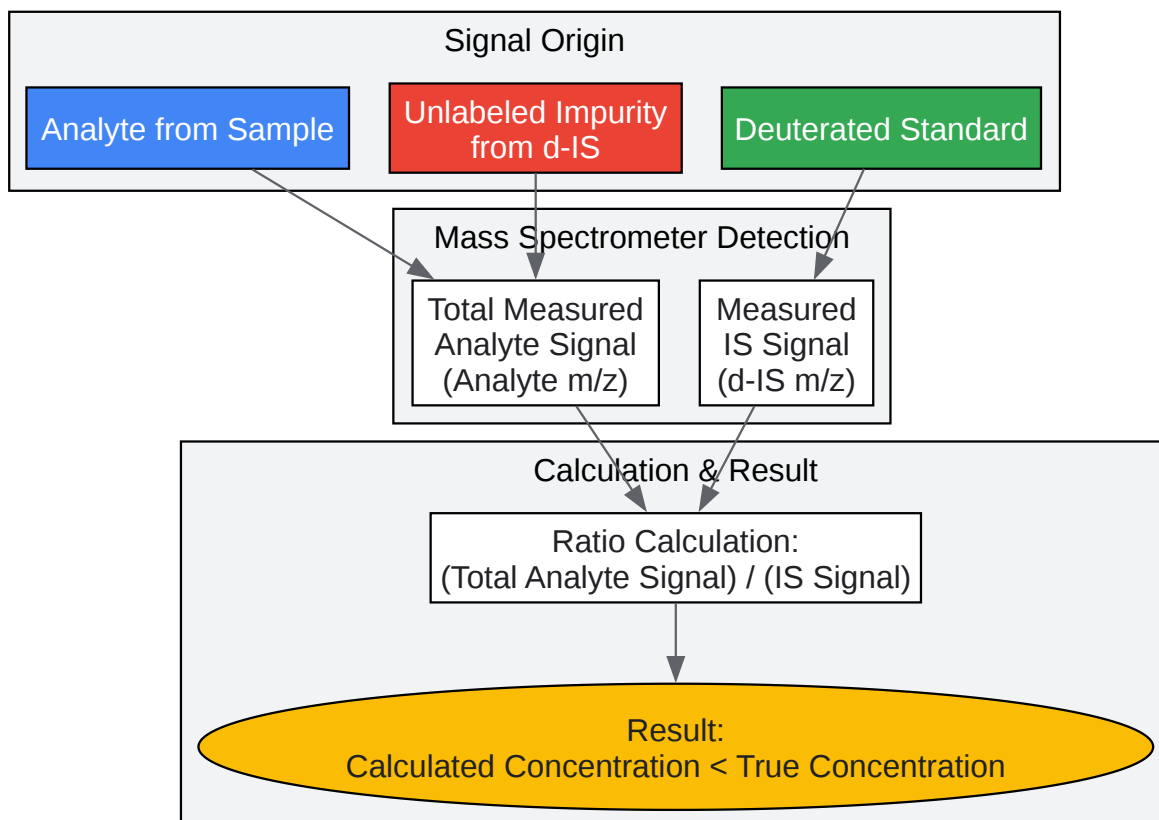 Signal Origin
Analyte from Sample
Unlabeled Impurity
from d-IS
Deuterated Standard
Mass Spectrometer Detection
Total Measured
Analyte Signal
(Analyte m/z)
Measured
IS Signal
(d-IS m/z)
Calculation & Result
Ratio Calculation:
(Total Analyte Signal) / (IS Signal)
Result:
Calculated Concentration < True Concentration